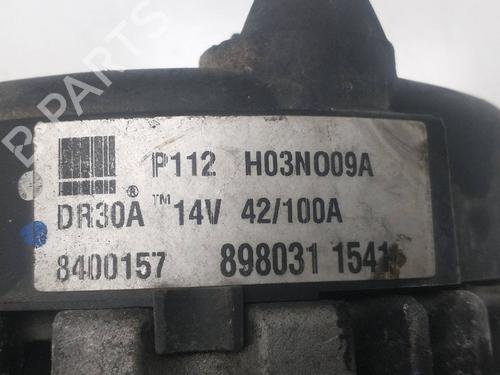 B-PARTS
P112 H03N009A
® DR30A ™ 14V 42/100A
8400157 898031 1541